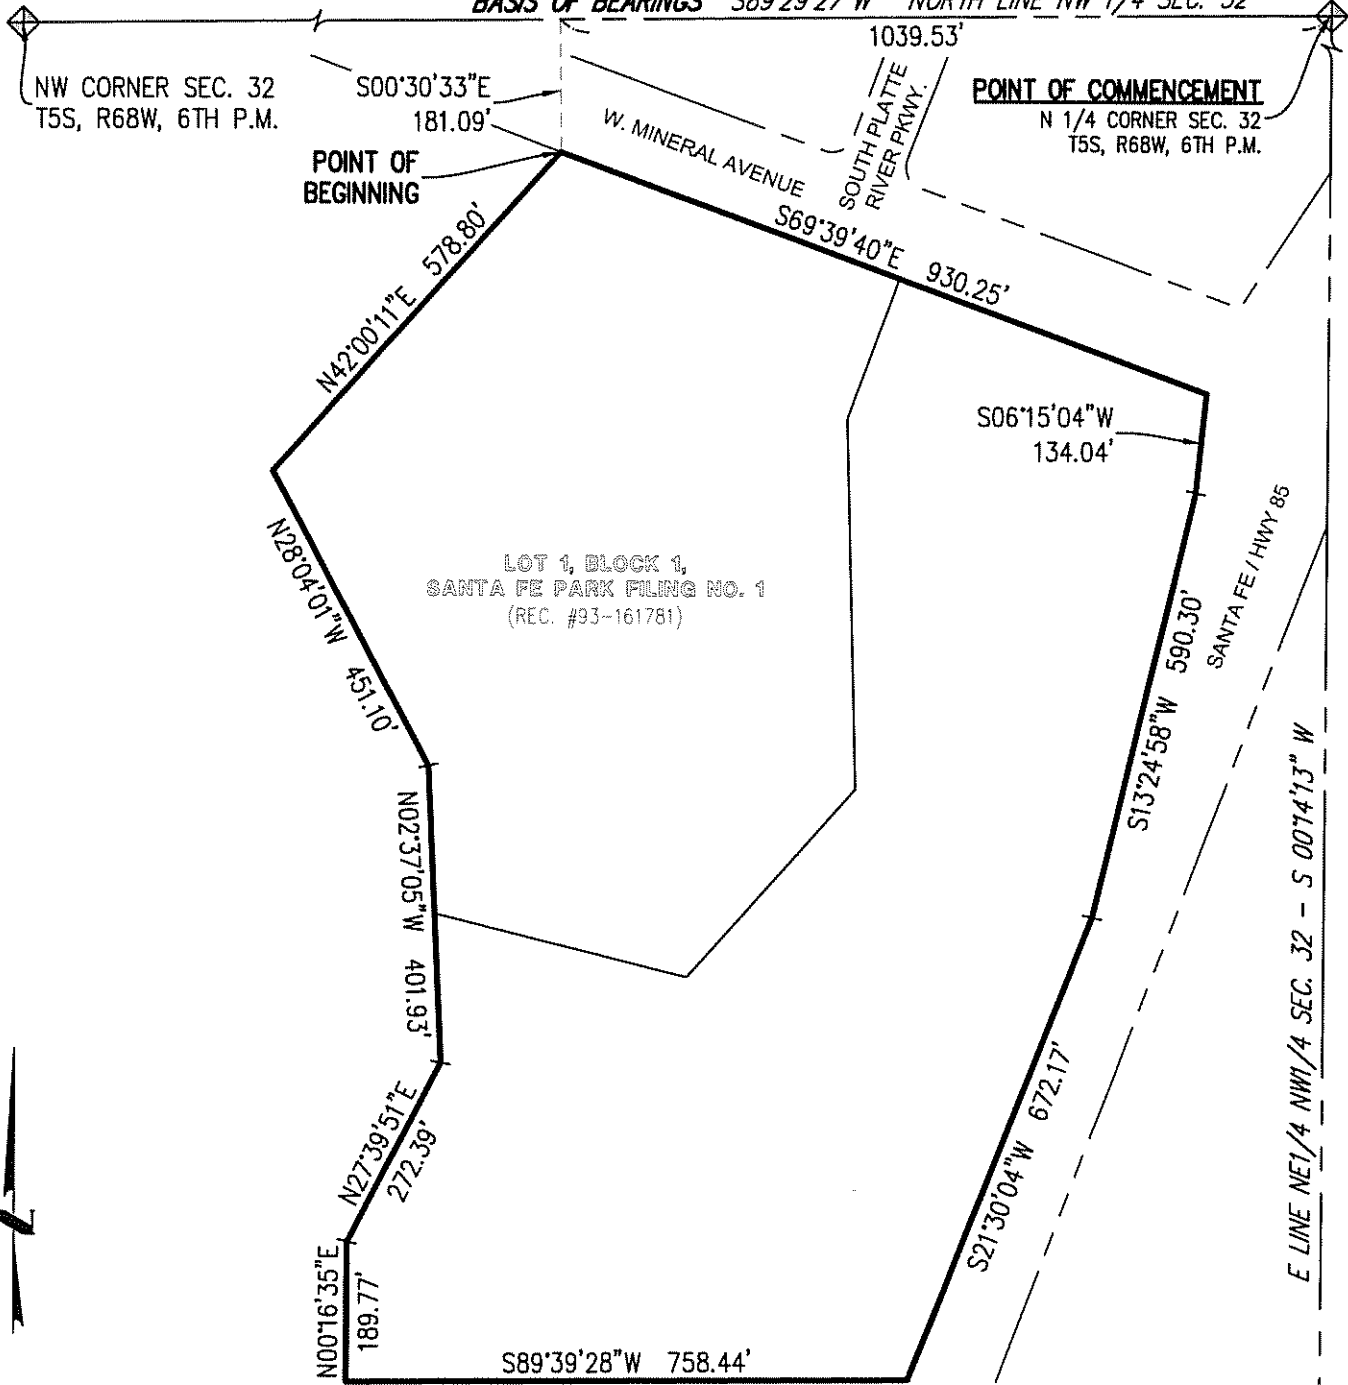 BASIS OF BEARINGS S89°29'27"W NORTH LINE NW 1/4 SEC. 32
1039.53'
NW CORNER SEC. 32
T5S, R68W, 6TH P.M.
S00°30'33"E
181.09'
POINT OF COMMENCEMENT
N 1/4 CORNER SEC. 32
T5S, R68W, 6TH P.M.
POINT OF
BEGINNING
W. MINERAL AVENUE
SOUTH PLATTE
RIVER PKWY.
S69°39'40"E 930.25'
N42°00'11"E 578.80'
S06°15'04"W
134.04'
LOT 1, BLOCK 1,
SANTA FE PARK FILING NO. 1
(REC. #93-161781)
N28°04'01"W 451.10'
SANTA FE / HWY 85
S13°24'58"W 590.30'
N02°37'05"W 401.93'
E LINE NE1/4 NW1/4 SEC. 32 - S 00°14'13" W
S21°30'04"W 672.17'
N27°39'51"E
272.39'
N00°16'35"E
189.77'
S89°39'28"W 758.44'